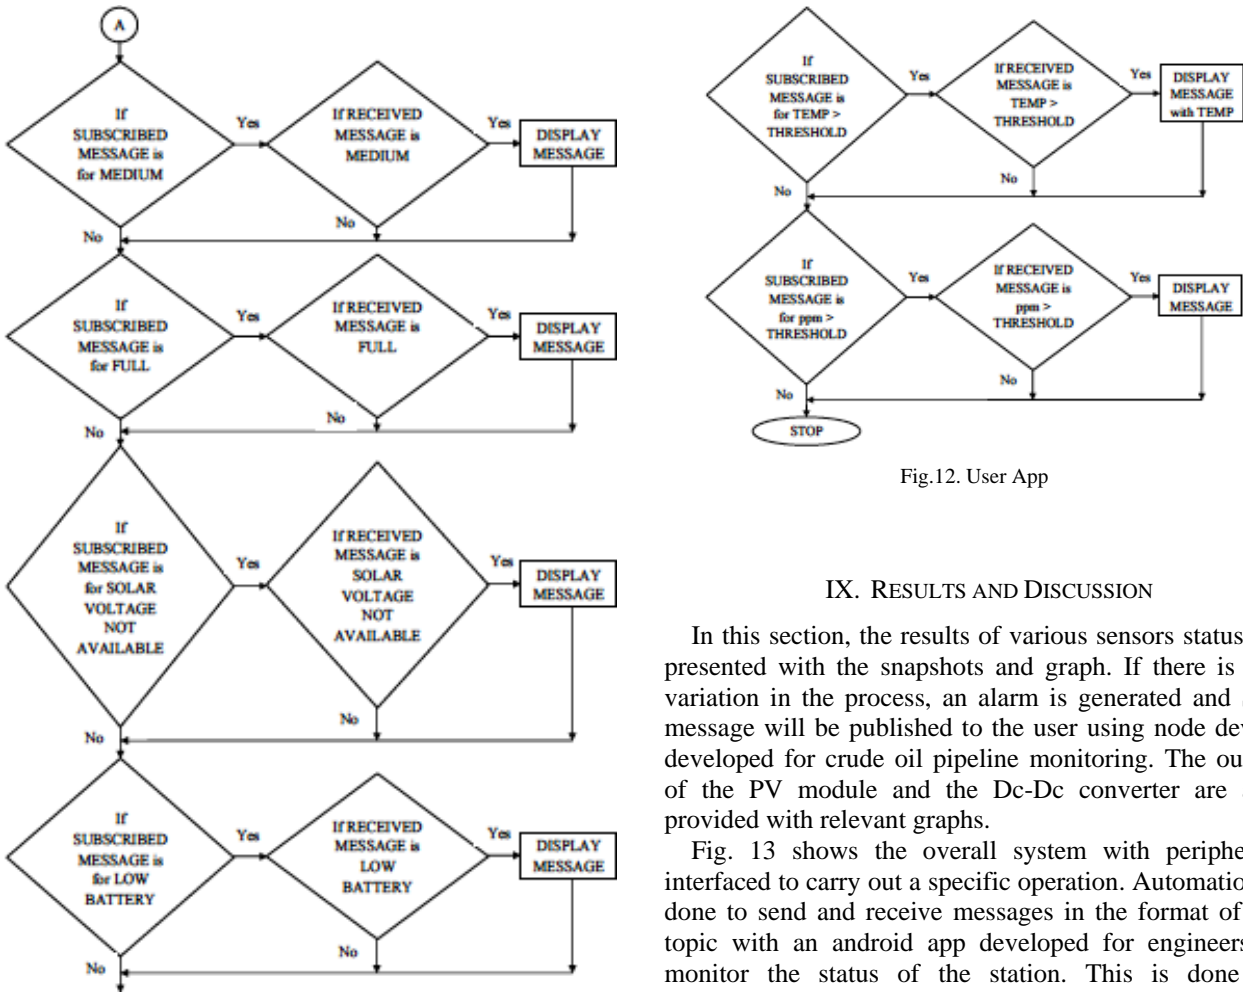 A
If
SUBSCRIBED
MESSAGE is
for MEDIUM
Yes
If RECEIVED
MESSAGE is
MEDIUM
Yes
DISPLAY
MESSAGE
No
No
If
SUBSCRIBED
MESSAGE is
for FULL
Yes
If RECEIVED
MESSAGE is
FULL
Yes
DISPLAY
MESSAGE
No
No
If
SUBSCRIBED
MESSAGE is
for SOLAR
VOLTAGE
NOT
AVAILABLE
Yes
If RECEIVED
MESSAGE is
SOLAR
VOLTAGE
NOT
AVAILABLE
Yes
DISPLAY
MESSAGE
No
No
If
SUBSCRIBED
MESSAGE is
for LOW
BATTERY
Yes
If RECEIVED
MESSAGE is
LOW
BATTERY
Yes
DISPLAY
MESSAGE
No
No
If
SUBSCRIBED
MESSAGE is
for TEMP >
THRESHOLD
Yes
If RECEIVED
MESSAGE is
TEMP >
THRESHOLD
Yes
DISPLAY
MESSAGE
with TEMP
No
No
If
SUBSCRIBED
MESSAGE is
for ppm >
THRESHOLD
Yes
If RECEIVED
MESSAGE is
ppm >
THRESHOLD
Yes
DISPLAY
MESSAGE
No
No
STOP
Fig.12. User App
IX. RESULTS AND DISCUSSION
In this section, the results of various sensors status
presented with the snapshots and graph. If there is
variation in the process, an alarm is generated and
message will be published to the user using node
developed for crude oil pipeline monitoring. The
of the PV module and the Dc-Dc converter are
provided with relevant graphs.
Fig. 13 shows the overall system with
interfaced to carry out a specific operation.
done to send and receive messages in the format of
topic with an android app developed for engineers
monitor the status of the station. This is done